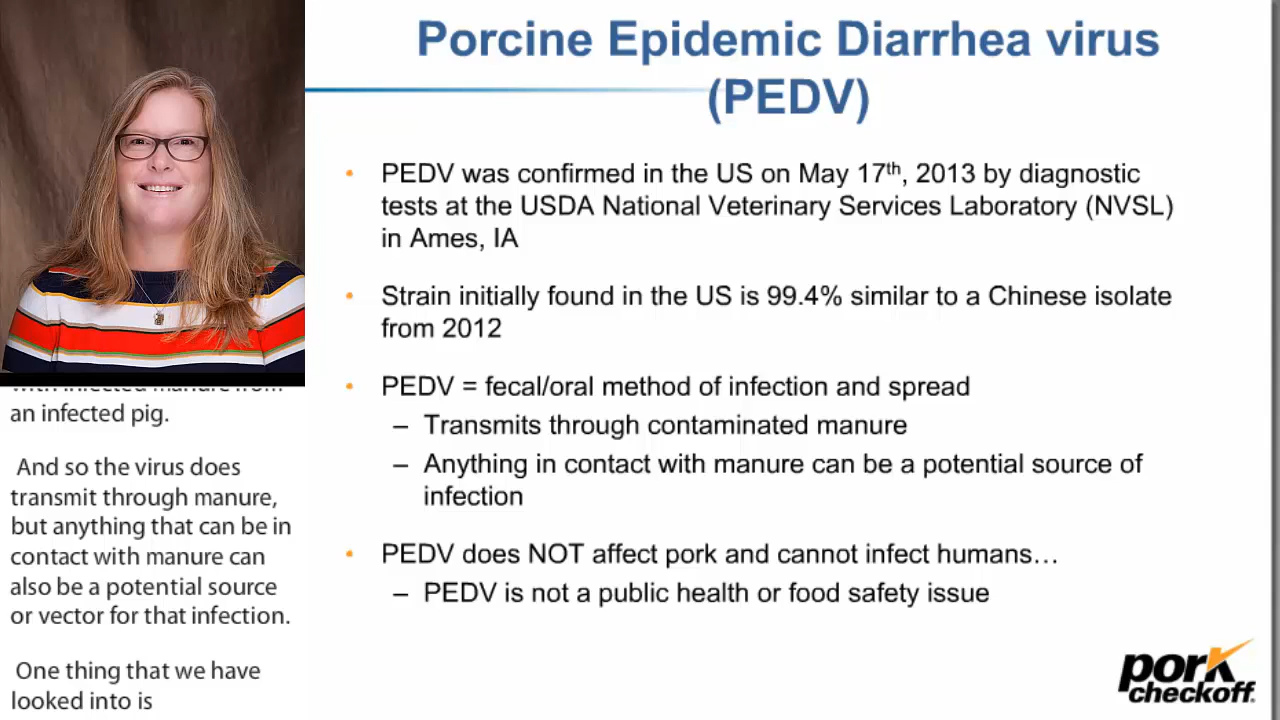 Porcine Epidemic Diarrhea virus
(PEDV)
• PEDV was confirmed in the US on May 17th, 2013 by diagnostic
tests at the USDA National Veterinary Services Laboratory (NVSL)
in Ames, IA
• Strain initially found in the US is 99.4% similar to a Chinese isolate
from 2012
• PEDV = fecal/oral method of infection and spread
– Transmits through contaminated manure
– Anything in contact with manure can be a potential source of
infection
• PEDV does NOT affect pork and cannot infect humans…
– PEDV is not a public health or food safety issue
pork
checkoff.
with infected manure from
an infected pig.
And so the virus does
transmit through manure,
but anything that can be in
contact with manure can
also be a potential source
or vector for that infection.
One thing that we have
looked into is